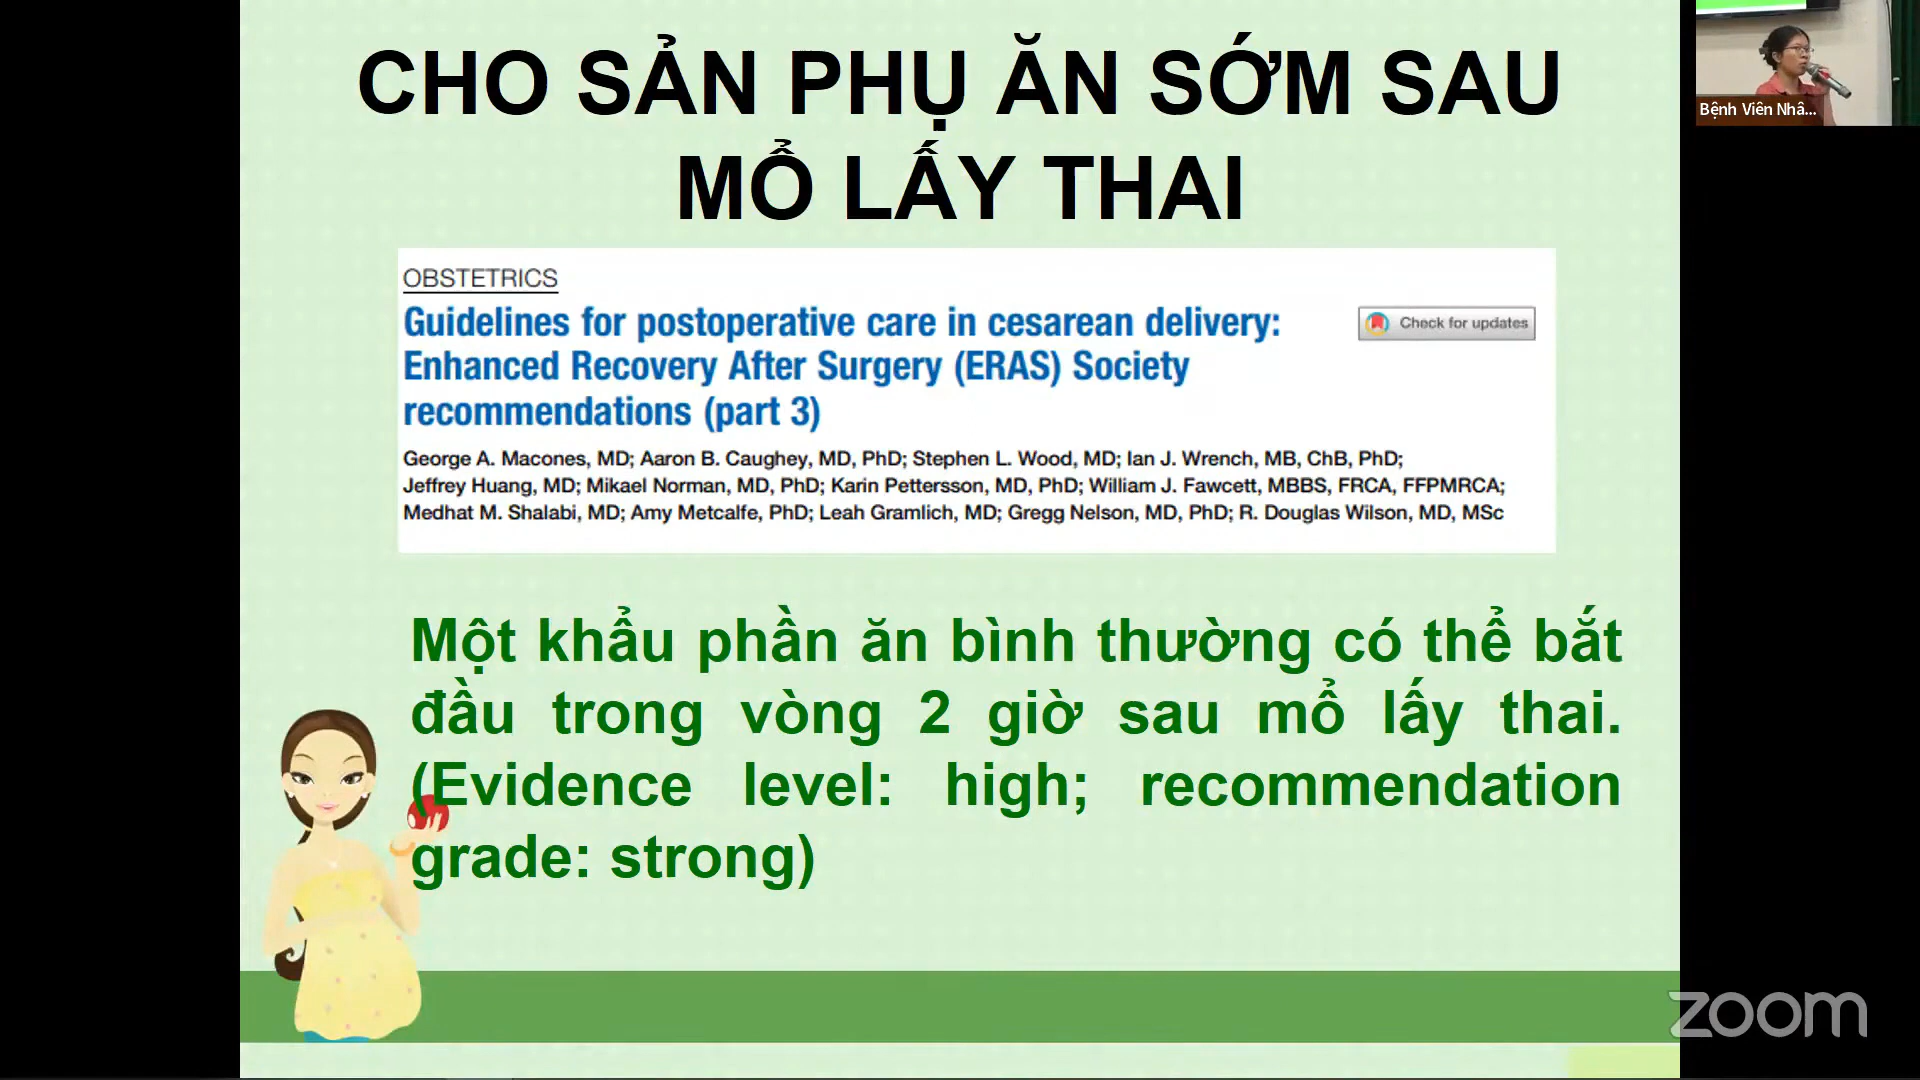 CHO SẢN PHỤ ĂN SỚM SAU
MỔ LẤY THAI
OBSTETRICS
Guidelines for postoperative care in cesarean delivery:
Enhanced Recovery After Surgery (ERAS) Society
recommendations (part 3)
Check for updates
George A. Macones, MD; Aaron B. Caughey, MD, PhD; Stephen L. Wood, MD; Ian J. Wrench, MB, ChB, PhD;
Jeffrey Huang, MD; Mikael Norman, MD, PhD; Karin Pettersson, MD, PhD; William J. Fawcett, MBBS, FRCA, FFPMRCA;
Medhat M. Shalabi, MD; Amy Metcalfe, PhD; Leah Gramlich, MD; Gregg Nelson, MD, PhD; R. Douglas Wilson, MD, MSc
Một khẩu phần ăn bình thường có thể bắt
đầu trong vòng 2 giờ sau mổ lấy thai.
(Evidence level: high; recommendation
grade: strong)
Bệnh Viên Nhâ...
zoom